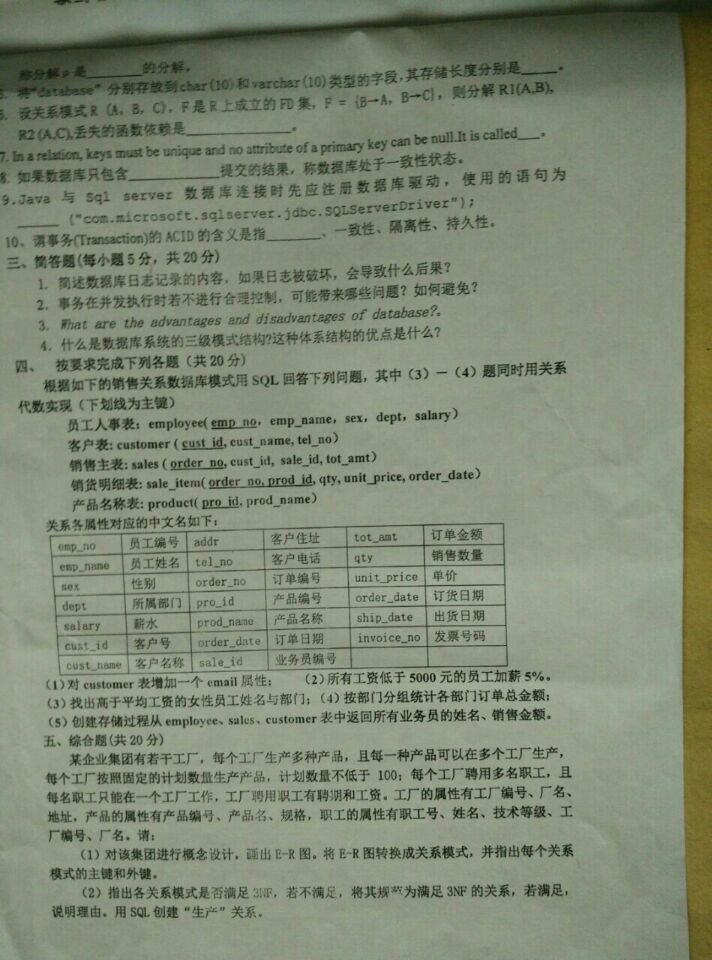 称分解ρ是______的分解。
5. 将“database”分别存放到char(10)和varchar(10)类型的字段,其存储长度分别是_____。
6. 设关系模式R（A，B，C），F是R上成立的FD集，F = {B→A，B→C}，则分解R1(A,B),
R2(A,C),丢失的函数依赖是____________。
7. In a relation, keys must be unique and no attribute of a primary key can be null.It is called___。
8. 如果数据库只包含__________提交的结果，称数据库处于一致性状态。
9.Java 与 Sql server 数据库连接时先应注册数据库驱动，使用的语句为
______ ("com.microsoft.sqlserver.jdbc.SQLServerDriver");
10、谓事务(Transaction)的ACID的含义是指_______、一致性、隔离性、持久性。
三、简答题(每小题5分，共20分)
1. 简述数据库日志记录的内容，如果日志被破坏，会导致什么后果?
2. 事务在并发执行时若不进行合理控制，可能带来哪些问题?如何避免?
3. What are the advantages and disadvantages of database?。
4. 什么是数据库系统的三级模式结构?这种体系结构的优点是什么?
四、 按要求完成下列各题（共20分）
根据如下的销售关系数据库模式用SQL回答下列问题，其中（3）—（4）题同时用关系
代数实现（下划线为主键）
员工人事表：employee( emp_no，emp_name，sex，dept，salary）
客户表: customer ( cust_id, cust_name, tel_no）
销售主表: sales ( order_no, cust_id, sale_id, tot_amt）
销货明细表: sale_item( order_no, prod_id, qty, unit_price, order_date）
产品名称表: product( pro_id, prod_name）
关系各属性对应的中文名如下：
emp_no 员工编号 addr 客户住址 tot_amt 订单金额
emp_name 员工姓名 tel_no 客户电话 qty 销售数量
sex 性别 order_no 订单编号 unit_price 单价
dept 所属部门 pro_id 产品编号 order_date 订货日期
salary 薪水 prod_name 产品名称 ship_date 出货日期
cust_id 客户号 order_date 订单日期 invoice_no 发票号码
cust_name 客户名称 sale_id 业务员编号
(1)对customer表增加一个email属性； (2)所有工资低于5000元的员工加薪5%。
(3)找出高于平均工资的女性员工姓名与部门；(4)按部门分组统计各部门订单总金额；
(5)创建存储过程从employee、sales、customer表中返回所有业务员的姓名、销售金额。
五、综合题(共20分)
某企业集团有若干工厂，每个工厂生产多种产品，且每一种产品可以在多个工厂生产，
每个工厂按照固定的计划数量生产产品，计划数量不低于100；每个工厂聘用多名职工，且
每名职工只能在一个工厂工作，工厂聘用职工有聘期和工资。工厂的属性有工厂编号、厂名、
地址，产品的属性有产品编号、产品名、规格，职工的属性有职工号、姓名、技术等级、工
厂编号、厂名。请：
（1）对该集团进行概念设计，画出E-R图。将E-R图转换成关系模式，并指出每个关系
模式的主键和外键。
（2）指出各关系模式是否满足3NF，若不满足，将其规范为满足3NF的关系，若满足，
说明理由。用SQL创建“生产”关系。